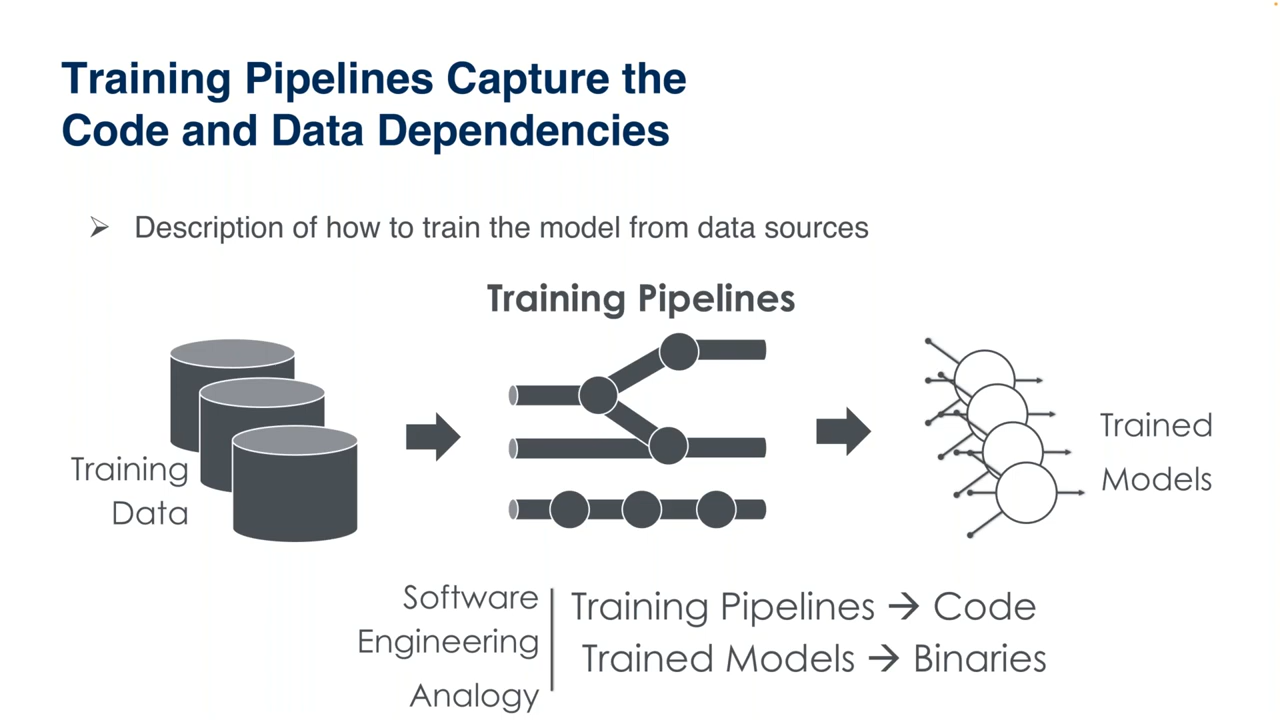 Training Pipelines Capture the
Code and Data Dependencies
➢ Description of how to train the model from data sources
Training Pipelines
Training
Data
Trained
Models
Software
Engineering
Analogy
Training Pipelines → Code
Trained Models → Binaries